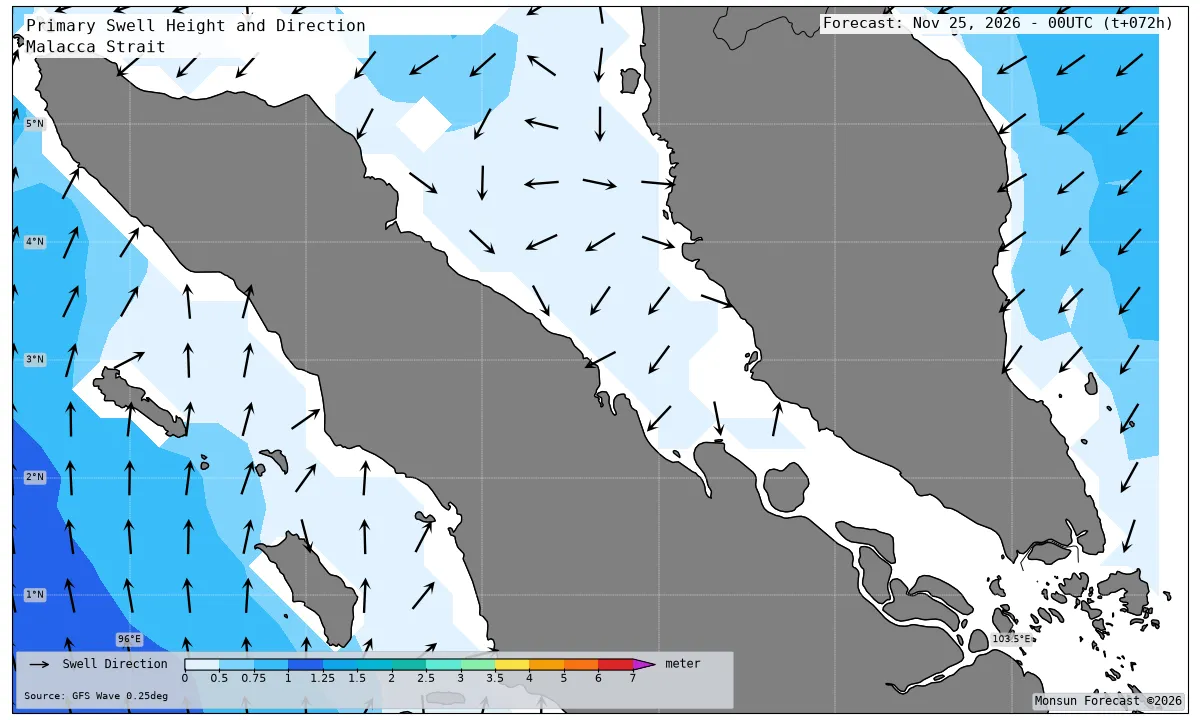 Primary Swell Height and Direction
Malacca Strait
Forecast: Nov 25, 2026 - 00UTC (t+072h)
5°N
4°N
3°N
2°N
1°N
96°E
103.5°E
Swell Direction
0 0.5 0.75 1 1.25 1.5 2 2.5 3 3.5 4 5 6 7
meter
Source: GFS Wave 0.25deg
Monsun Forecast ©2026